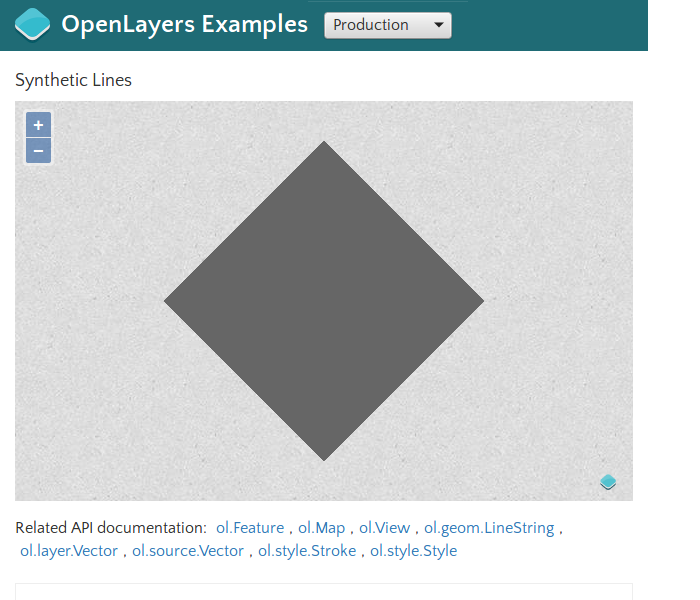 OpenLayers Examples Production
Synthetic Lines
+
−
Related API documentation: ol.Feature , ol.Map , ol.View , ol.geom.LineString ,
ol.layer.Vector , ol.source.Vector , ol.style.Stroke , ol.style.Style